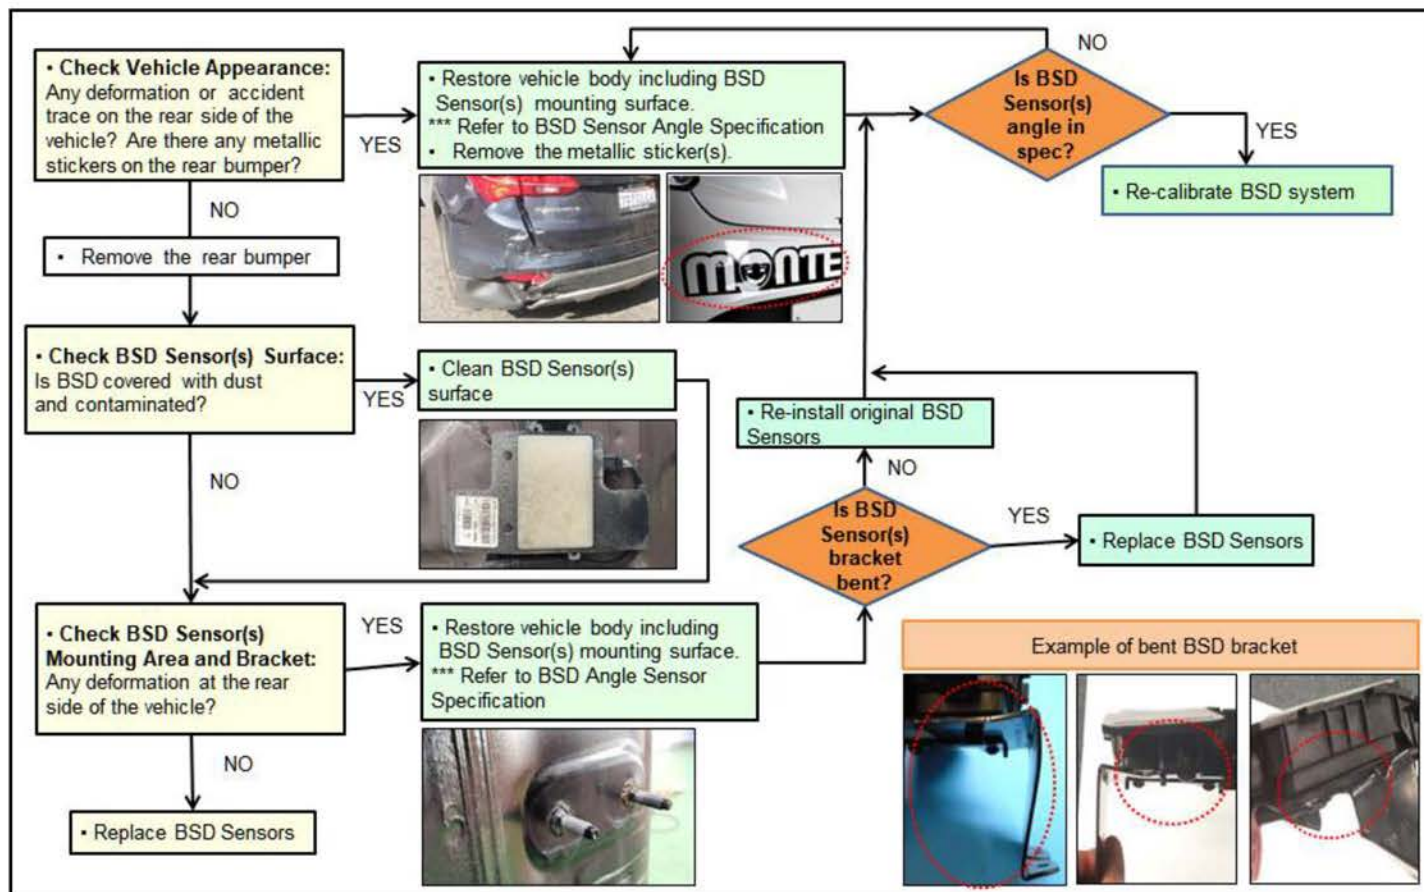 • Check Vehicle Appearance:
Any deformation or accident
trace on the rear side of the
vehicle? Are there any metallic
stickers on the rear bumper?
YES
• Restore vehicle body including BSD
Sensor(s) mounting surface.
*** Refer to BSD Sensor Angle Specification
• Remove the metallic sticker(s).
NO
Is BSD
Sensor(s)
angle in
spec?
YES
• Re-calibrate BSD system
MONTE
NO
• Remove the rear bumper
• Check BSD Sensor(s) Surface:
Is BSD covered with dust
and contaminated?
YES
• Clean BSD Sensor(s)
surface
NO
• Re-install original BSD
Sensors
NO
Is BSD
Sensor(s)
bracket
bent?
YES
• Replace BSD Sensors
• Check BSD Sensor(s)
Mounting Area and Bracket:
Any deformation at the rear
side of the vehicle?
YES
• Restore vehicle body including
BSD Sensor(s) mounting surface.
*** Refer to BSD Angle Sensor
Specification
NO
• Replace BSD Sensors
Example of bent BSD bracket